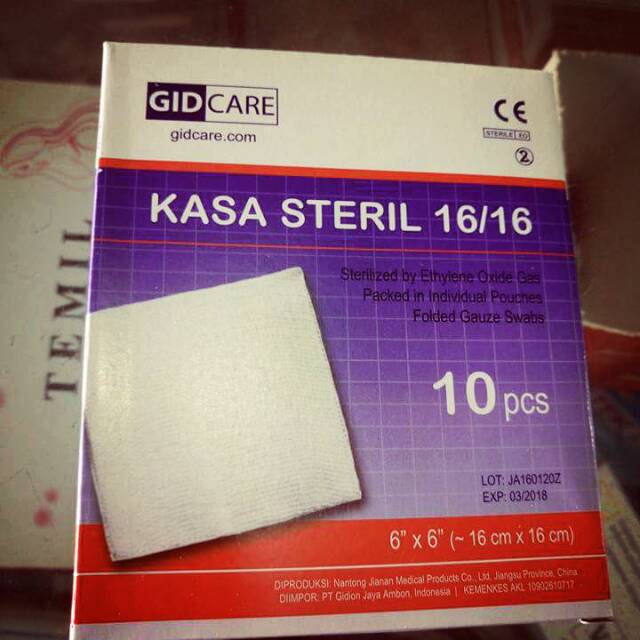 GIDCARE
gidcare.com
CE
STERILE EO
2
KASA STERIL 16/16
Sterilized by Ethylene Oxide Gas
Packed in Individual Pouches
Folded Gauze Swabs
10 pcs
LOT: JA160120Z
EXP: 03/2018
6" x 6" (~ 16 cm x 16 cm)
DIPRODUKSI: Nantong Jianan Medical Products Co., Ltd, Jiangsu Province, China
DIIMPOR: PT Gidion Jaya Ambon, Indonesia | KEMENKES AKL 10902610717
TEMIL